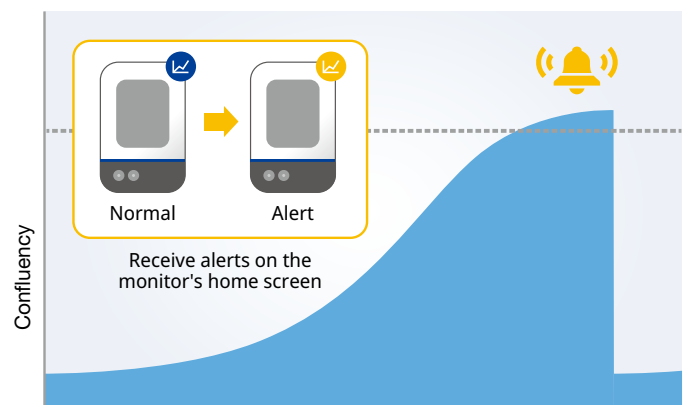 Normal
Alert
Receive alerts on the
monitor's home screen
Confluency